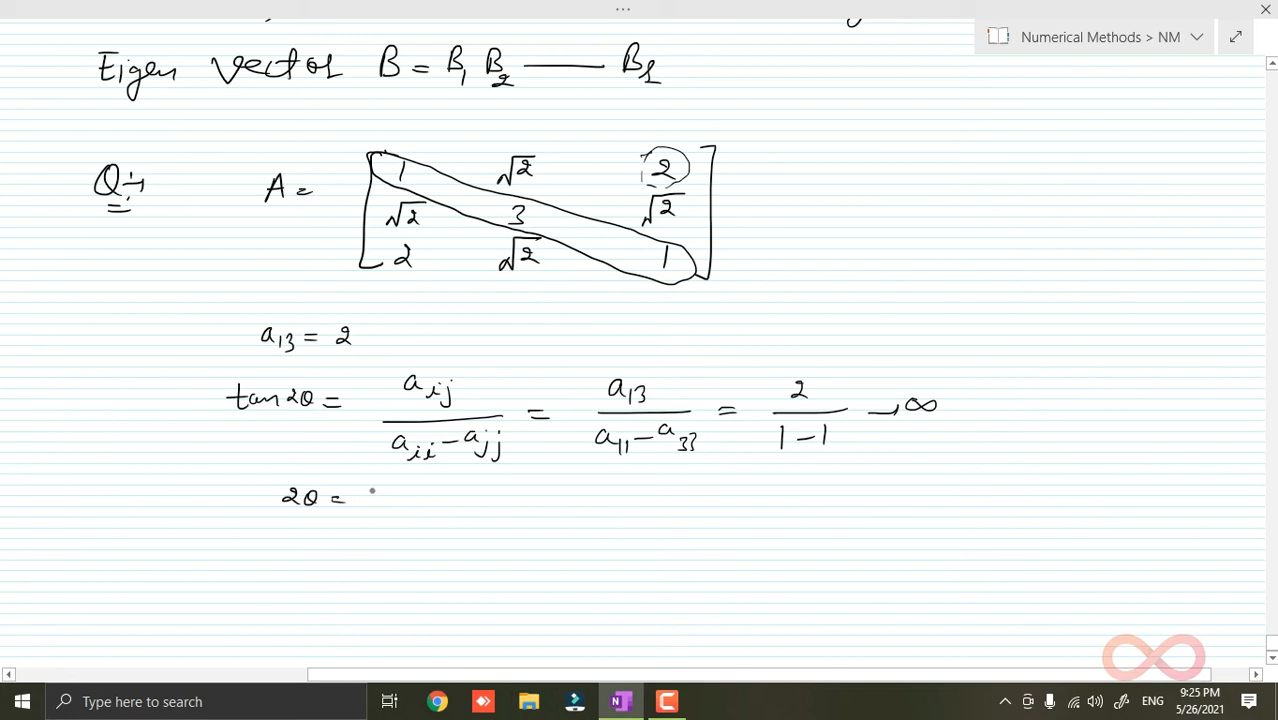 Numerical Methods > NM
Eigen vector B = B₁ B₂ —— B
Q:-
A = [ 1 √2 2
√2 3 √2
2 √2 1 ]
a₁₃ = 2
tan 2θ = aᵢⱼ / (aᵢᵢ - aⱼⱼ) = a₁₃ / (a₁₁ - a₃₃) = 2 / (1 - 1) → ∞
2θ =
Type here to search
ENG
9:25 PM
5/26/2021